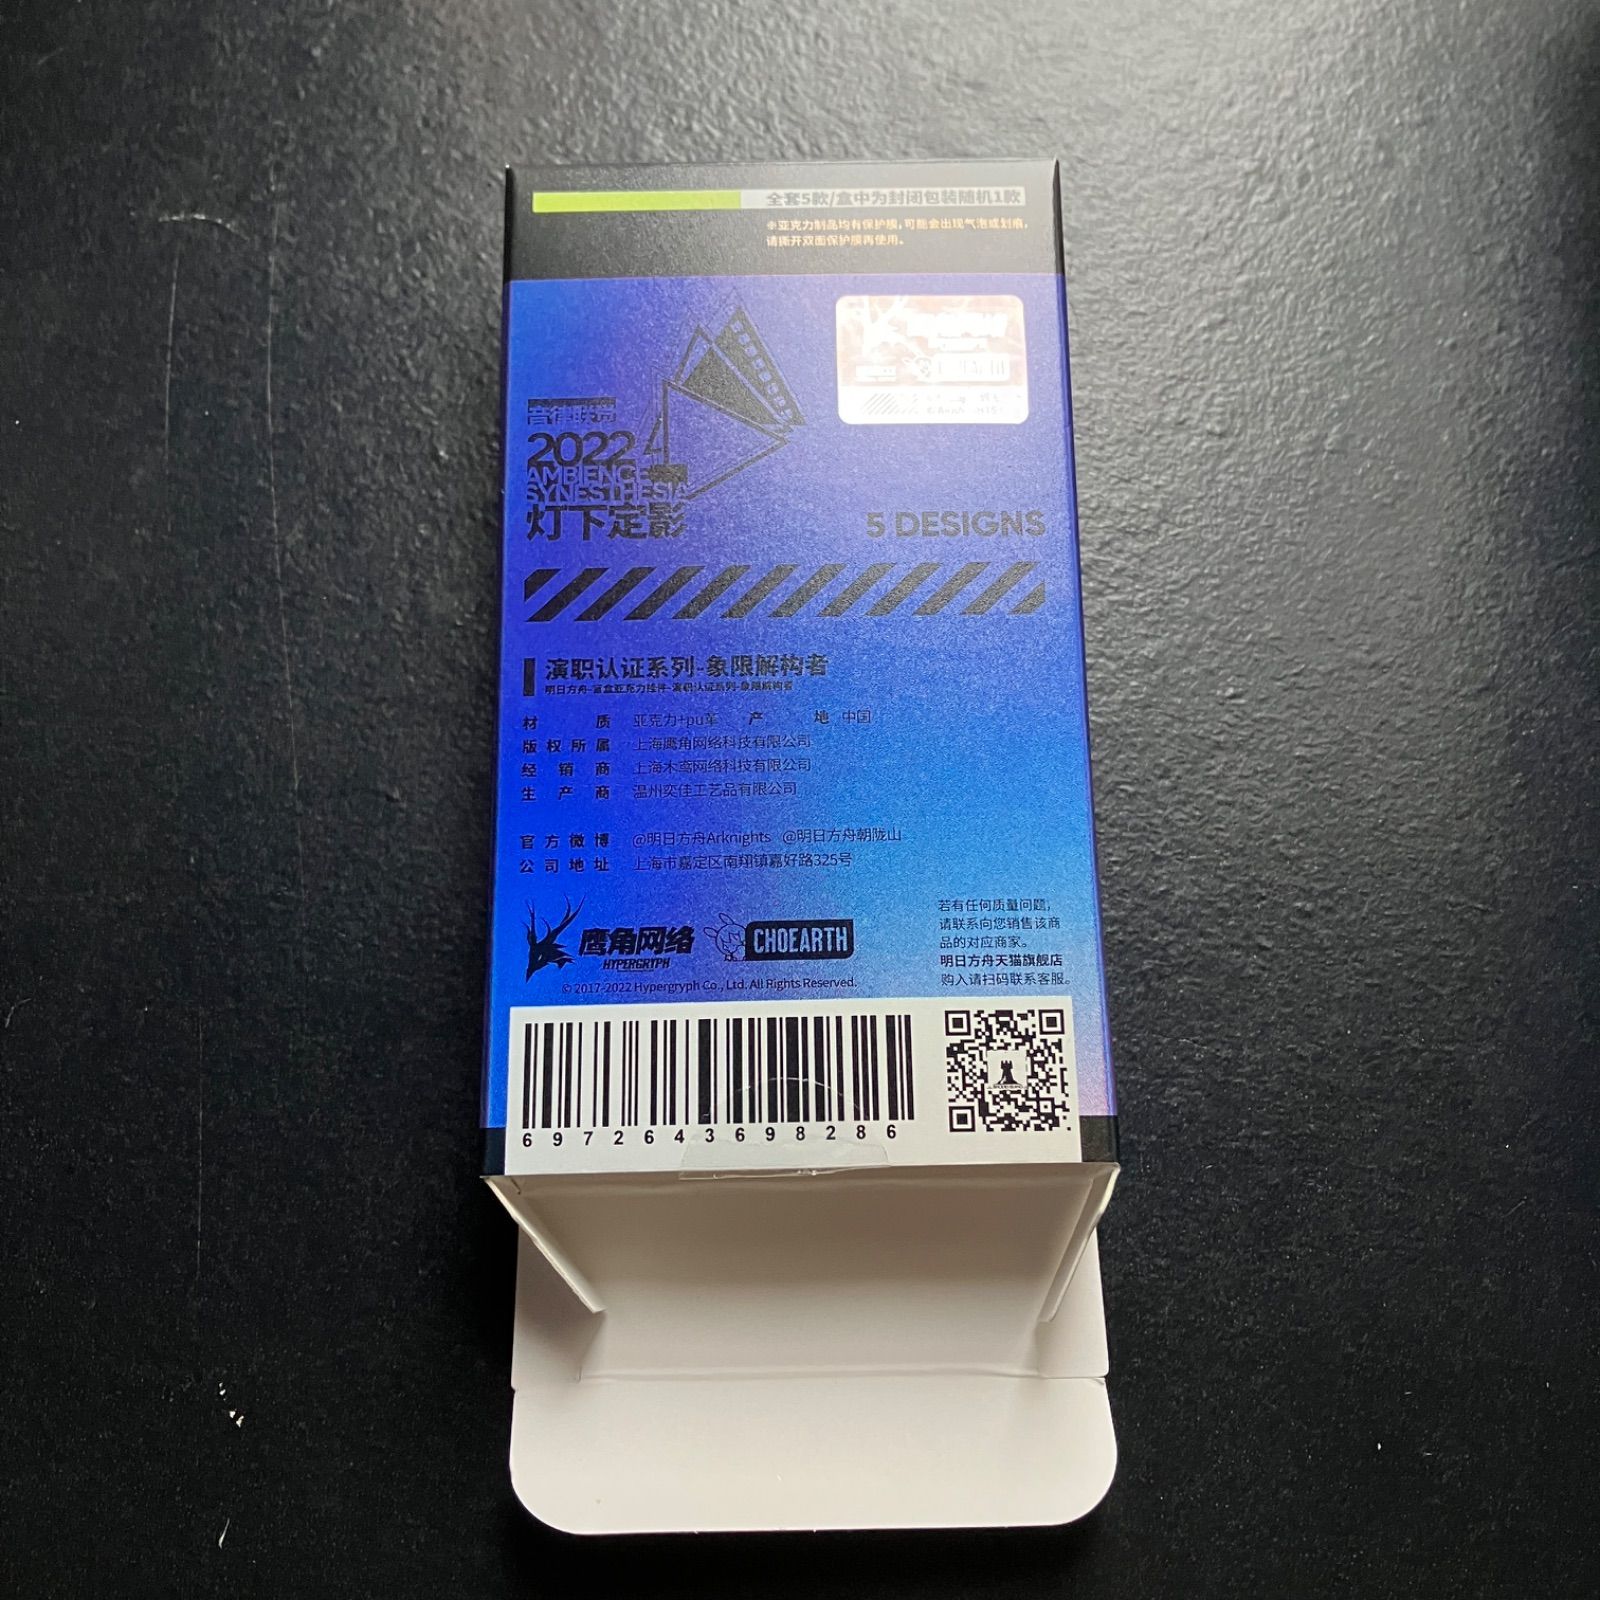 全套5款/盒中为封闭包装随机1款
※亚克力制品均有保护膜,可能会出现气泡或划痕,
请撕开双面保护膜再使用。
音律联觉
2022
AMBIENCE
SYNESTHESIA
灯下定影
5 DESIGNS
演职认证系列-象限解构者
明日方舟-盲盒亚克力挂件-演职认证系列-象限解构者
材质 亚克力+pu革 产地 中国
版权所属 上海鹰角网络科技有限公司
经销商 上海木鸢网络科技有限公司
生产商 温州奕佳工艺品有限公司
官方微博 @明日方舟Arknights @明日方舟朝陇山
公司地址 上海市嘉定区南翔镇嘉好路325号
鹰角网络
HYPERGRYPH
CHOEARTH
© 2017-2022 Hypergryph Co., Ltd. All Rights Reserved.
若有任何质量问题,
请联系向您销售该商
品的对应商家。
明日方舟天猫旗舰店
购入请扫码联系客服。
6972643698286